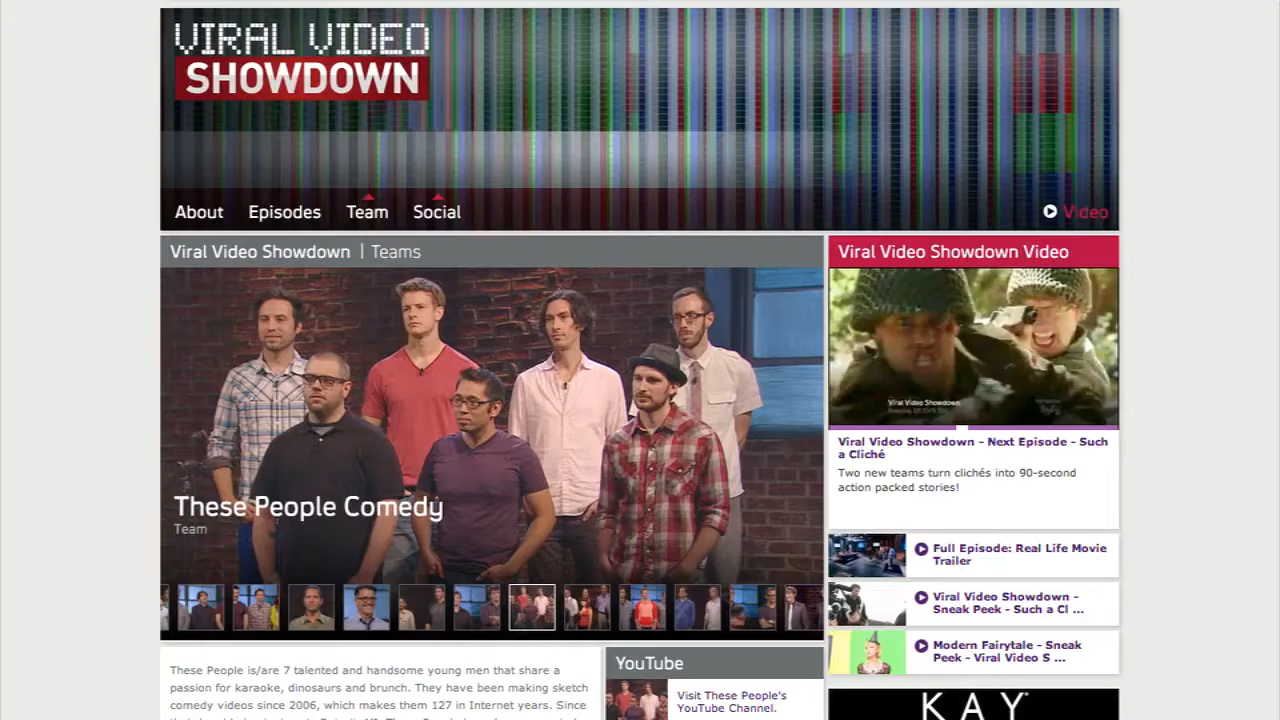 VIRAL VIDEO
SHOWDOWN
About Episodes Team Social Video
Viral Video Showdown | Teams
These People Comedy
Team
These People is/are 7 talented and handsome young men that share a
passion for karaoke, dinosaurs and brunch. They have been making sketch
comedy videos since 2006, which makes them 127 in Internet years. Since
YouTube
Visit These People's
YouTube Channel.
Viral Video Showdown Video
Viral Video Showdown
Syfy
Viral Video Showdown - Next Episode - Such
a Cliché
Two new teams turn clichés into 90-second
action packed stories!
Full Episode: Real Life Movie
Trailer
Viral Video Showdown -
Sneak Peek - Such a Cl ...
Modern Fairytale - Sneak
Peek - Viral Video S ...
KAY